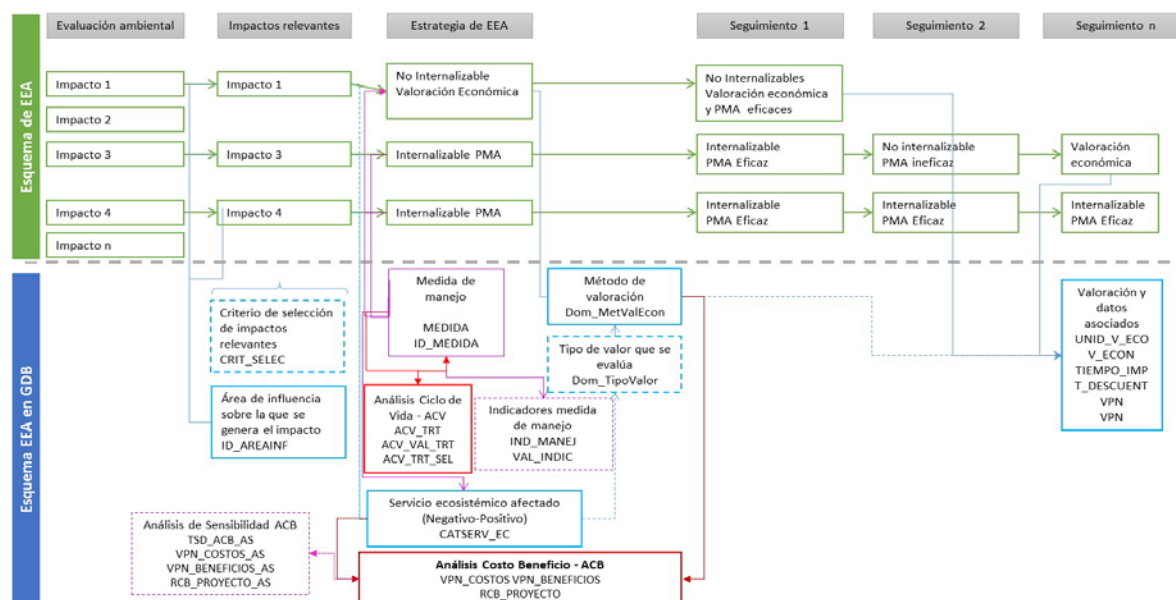 Evaluación ambiental
Impactos relevantes
Estrategia de EEA
Seguimiento 1
Seguimiento 2
Seguimiento n
Esquema de EEA
Impacto 1
Impacto 1
No Internalizable
Valoración Económica
No Internalizables
Valoración económica
y PMA eficaces
Impacto 2
Impacto 3
Impacto 3
Internalizable PMA
Internalizable
PMA Eficaz
No internalizable
PMA ineficaz
Valoración
económica
Impacto 4
Impacto 4
Internalizable PMA
Internalizable
PMA Eficaz
Internalizable
PMA Eficaz
Internalizable
PMA Eficaz
Impacto n
Esquema EEA en GDB
Criterio de selección
de impactos
relevantes
CRIT_SELEC
Área de influencia
sobre la que se
genera el impacto
ID_AREAINF
Medida de
manejo
MEDIDA
ID_MEDIDA
Método de
valoración
Dom_MetValEcon
Tipo de valor que se
evalúa
Dom_TipoValor
Valoración y
datos
asociados
UNID_V_ECO
V_ECON
TIEMPO_IMP
T_DESCUENT
VPN
VPN
Análisis Ciclo de
Vida - ACV
ACV_TRT
ACV_VAL_TRT
ACV_TRT_SEL
Indicadores medida
de manejo
IND_MANEJ
VAL_INDIC
Servicio ecosistémico afectado
(Negativo-Positivo)
CATSERV_EC
Análisis de Sensibilidad ACB
TSD_ACB_AS
VPN_COSTOS_AS
VPN_BENEFICIOS_AS
RCB_PROYECTO_AS
Análisis Costo Beneficio - ACB
VPN_COSTOS VPN_BENEFICIOS
RCB_PROYECTO